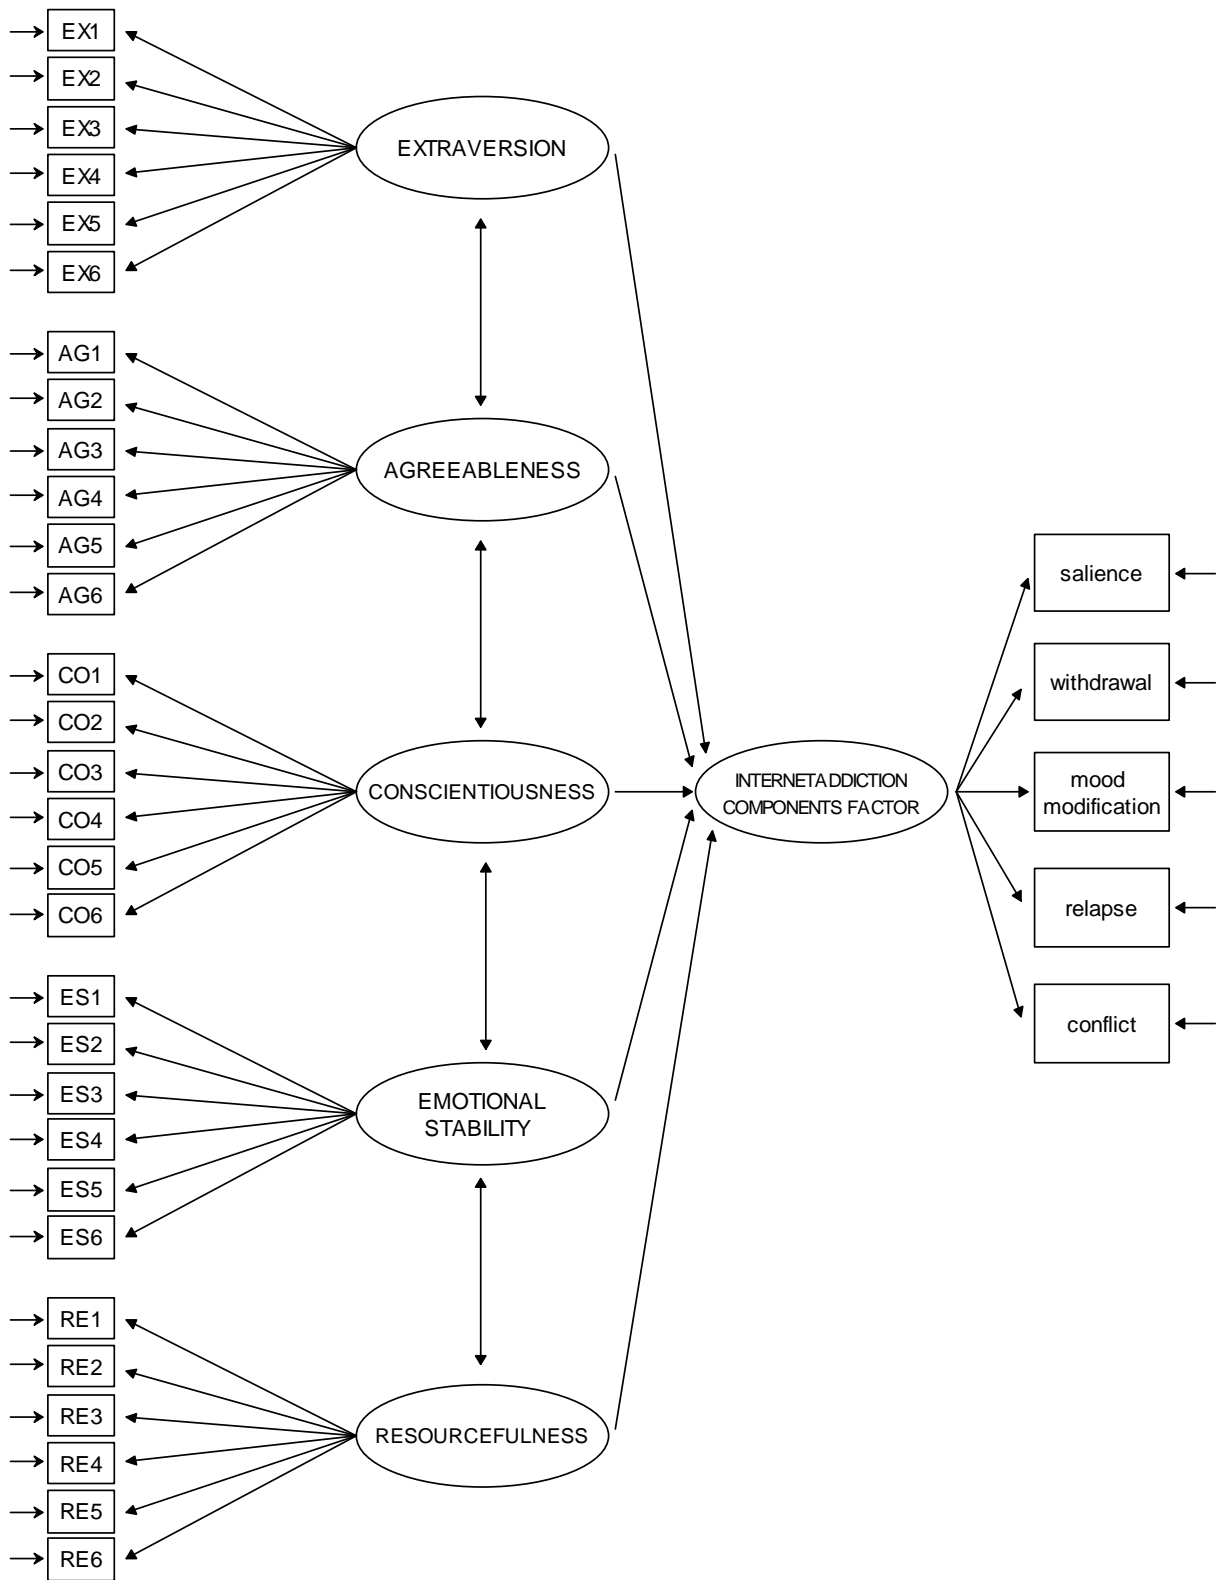 EX1
EX2
EX3
EX4
EX5
EX6
EXTRAVERSION
AG1
AG2
AG3
AG4
AG5
AG6
AGREEABLENESS
CO1
CO2
CO3
CO4
CO5
CO6
CONSCIENTIOUSNESS
ES1
ES2
ES3
ES4
ES5
ES6
EMOTIONAL
STABILITY
RE1
RE2
RE3
RE4
RE5
RE6
RESOURCEFULNESS
INTERNET ADDICTION
COMPONENTS FACTOR
salience
withdrawal
mood
modification
relapse
conflict